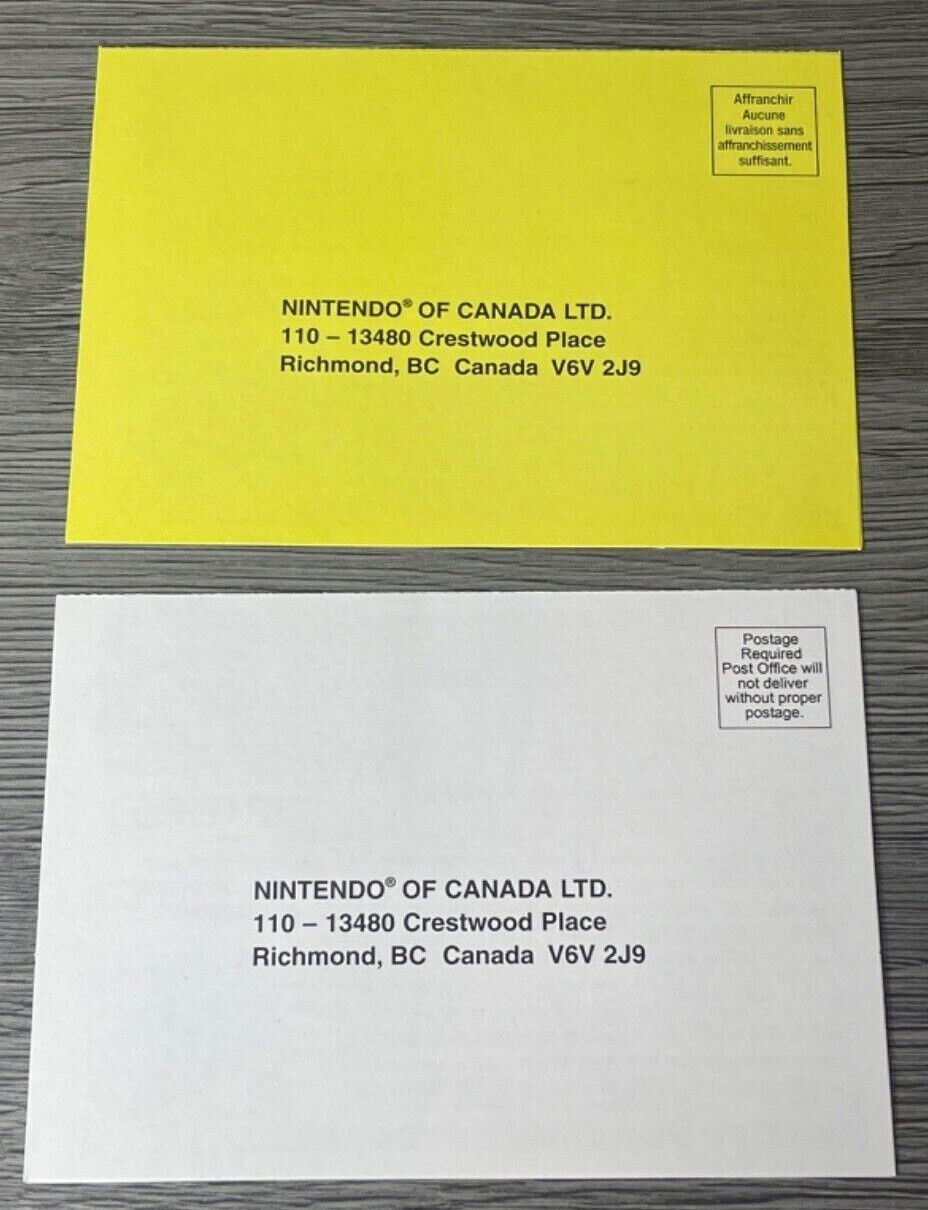 Affranchir
Aucune
livraison sans
affranchissement
suffisant.
NINTENDO® OF CANADA LTD.
110 – 13480 Crestwood Place
Richmond, BC Canada V6V 2J9
Postage
Required
Post Office will
not deliver
without proper
postage.
NINTENDO® OF CANADA LTD.
110 – 13480 Crestwood Place
Richmond, BC Canada V6V 2J9